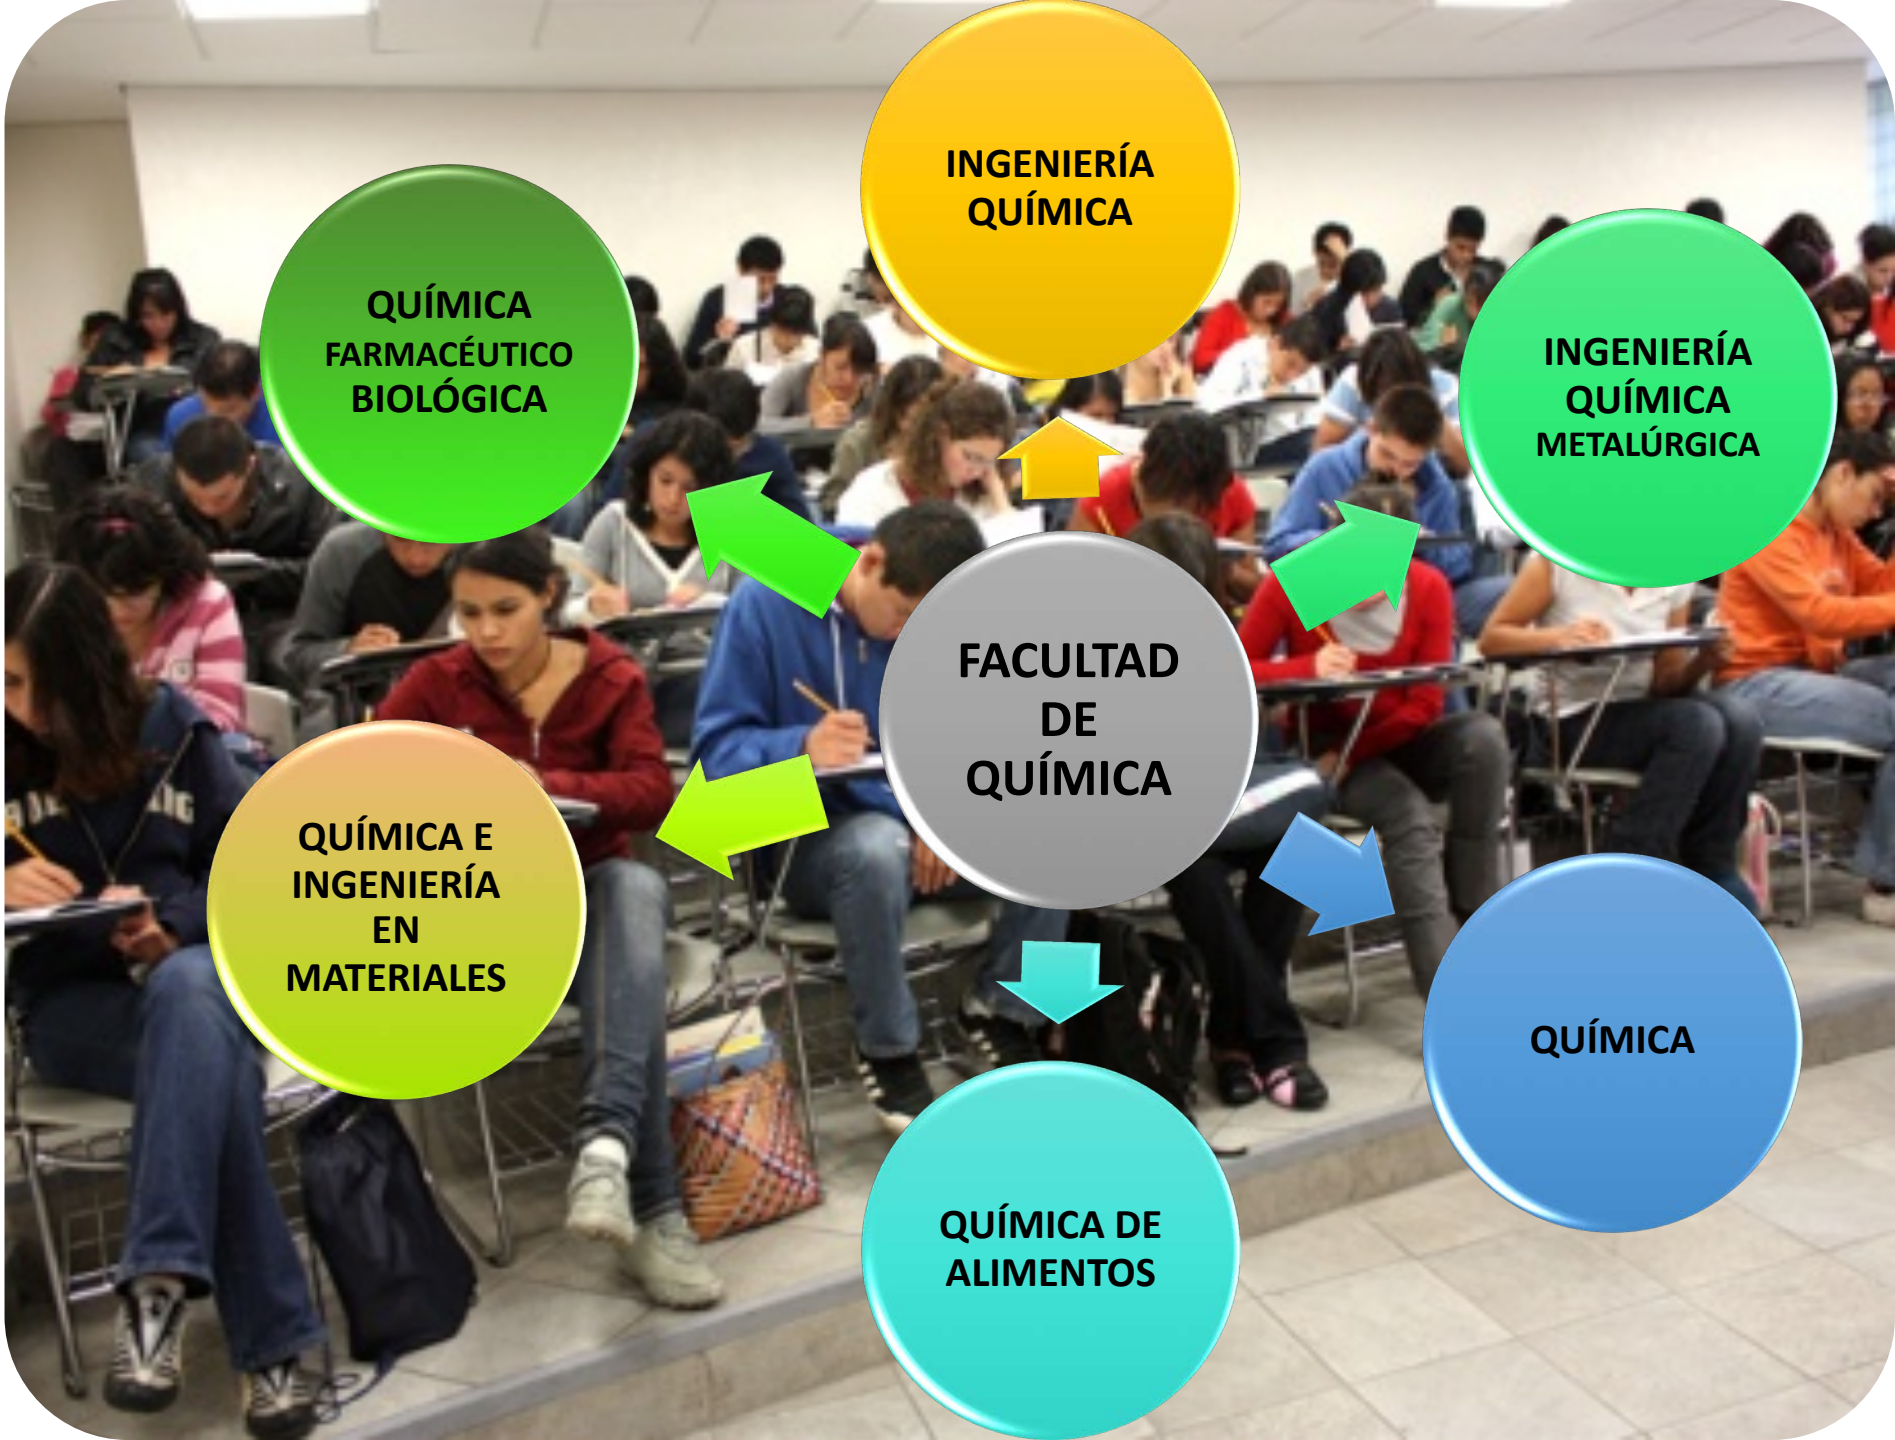 INGENIERÍA
QUÍMICA
QUÍMICA
FARMACÉUTICO
BIOLÓGICA
INGENIERÍA
QUÍMICA
METALÚRGICA
FACULTAD
DE
QUÍMICA
QUÍMICA E
INGENIERÍA
EN
MATERIALES
QUÍMICA
QUÍMICA DE
ALIMENTOS